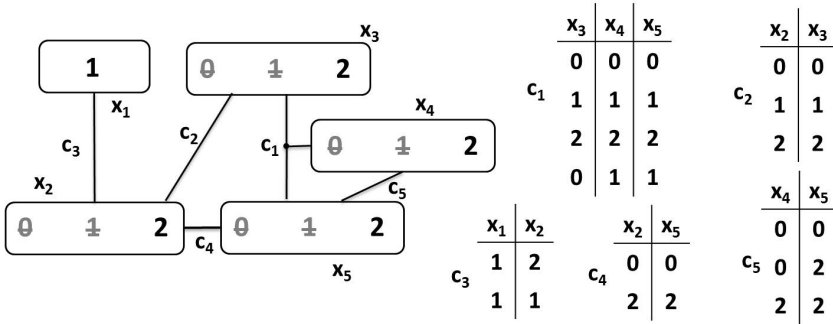 x3
1
0 1 2
x1
x4
c3
c2
c1
0 1 2
c5
x2
0 1 2
c4
0 1 2
x5
c1
x3 x4 x5
0 0 0
1 1 1
2 2 2
0 1 1
c2
x2 x3
0 0
1 1
2 2
c3
x1 x2
1 2
1 1
c4
x2 x5
0 0
2 2
c5
x4 x5
0 0
0 2
2 2